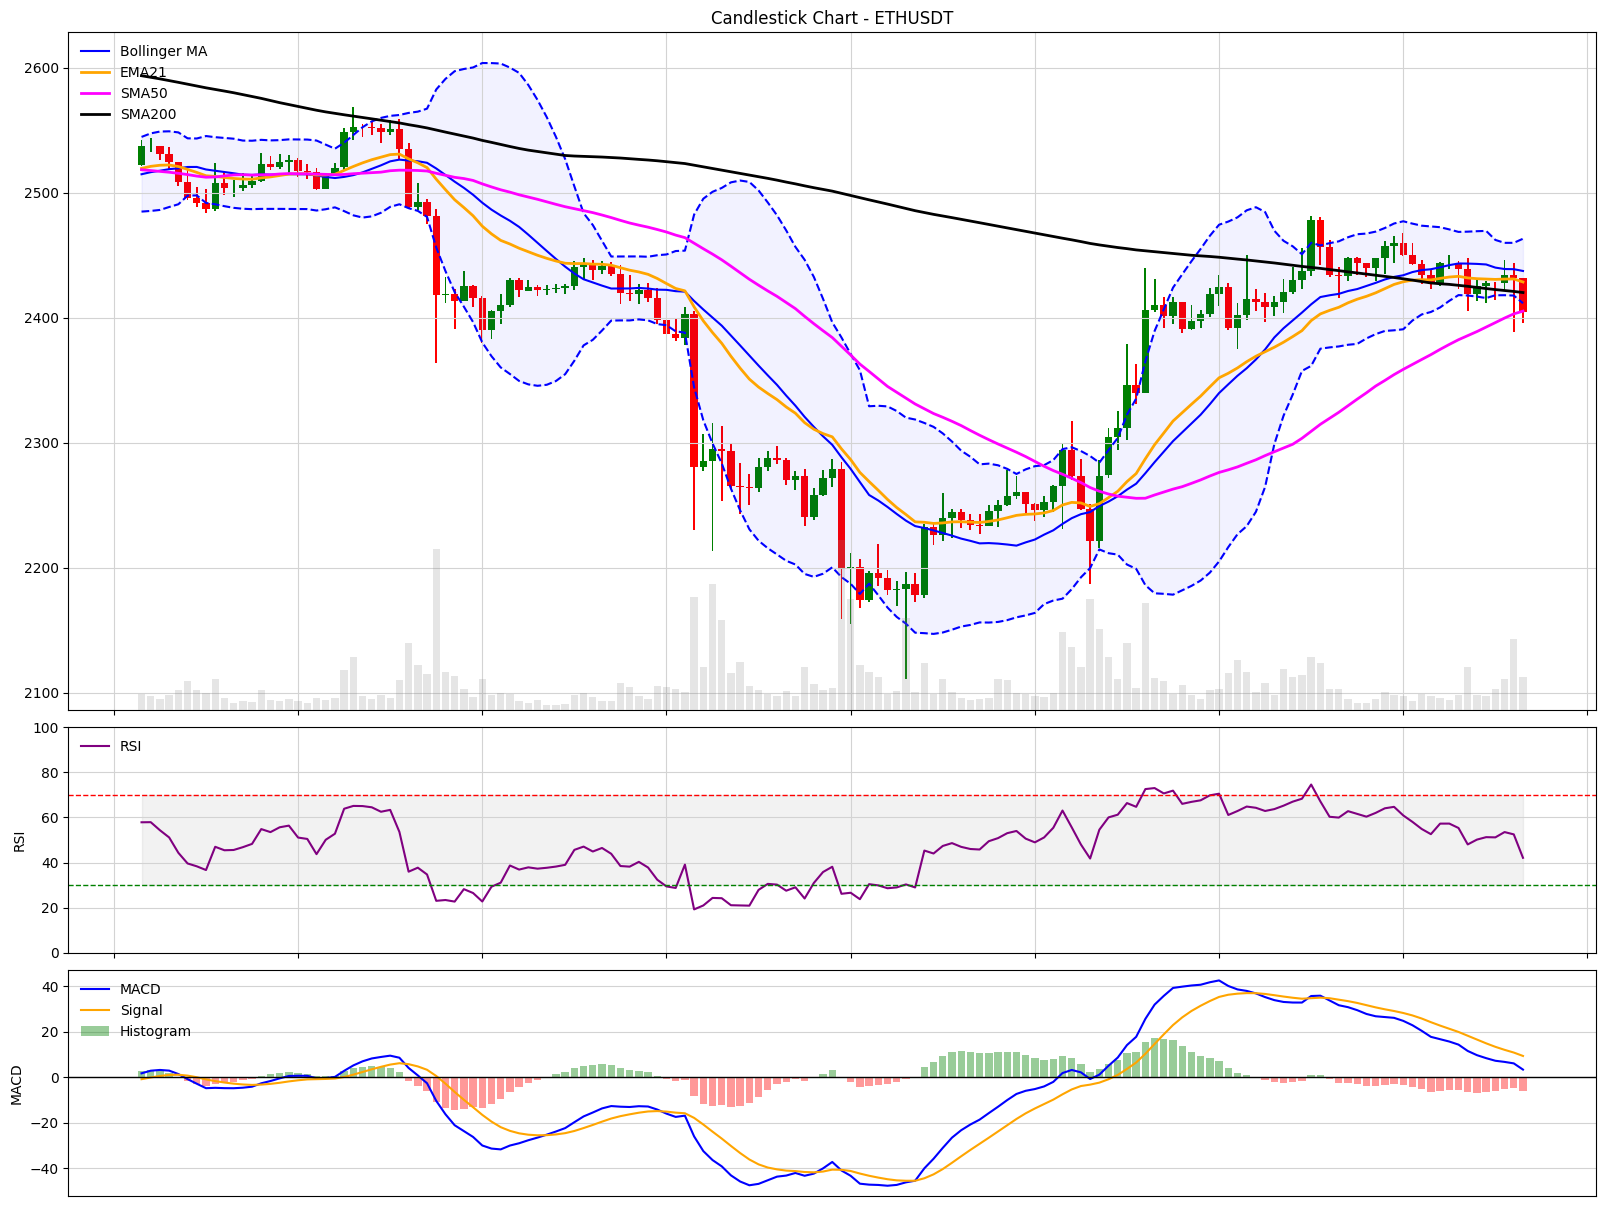 Candlestick Chart - ETHUSDT
Bollinger MA
EMA21
SMA50
SMA200
2600
2500
2400
2300
2200
2100
RSI
100
80
60
40
20
0
RSI
MACD
Signal
Histogram
40
20
0
−20
−40
MACD